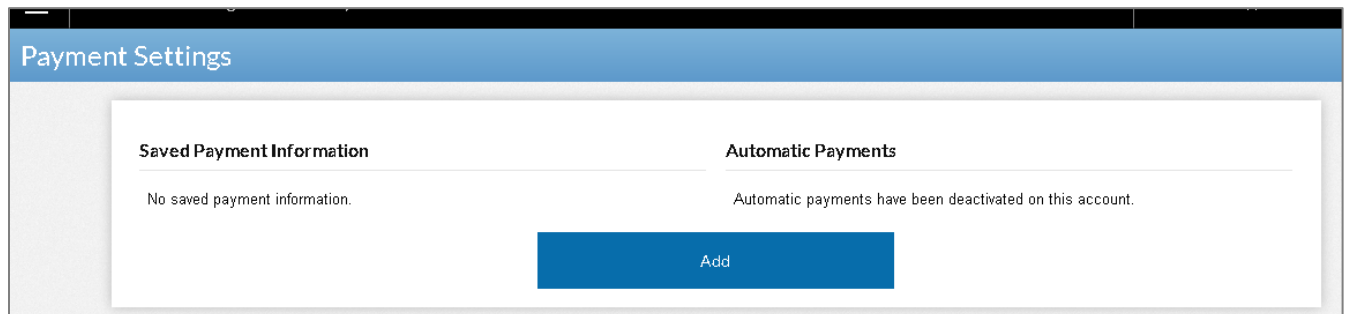 Payment Settings
Saved Payment Information
Automatic Payments
No saved payment information.
Automatic payments have been deactivated on this account.
Add